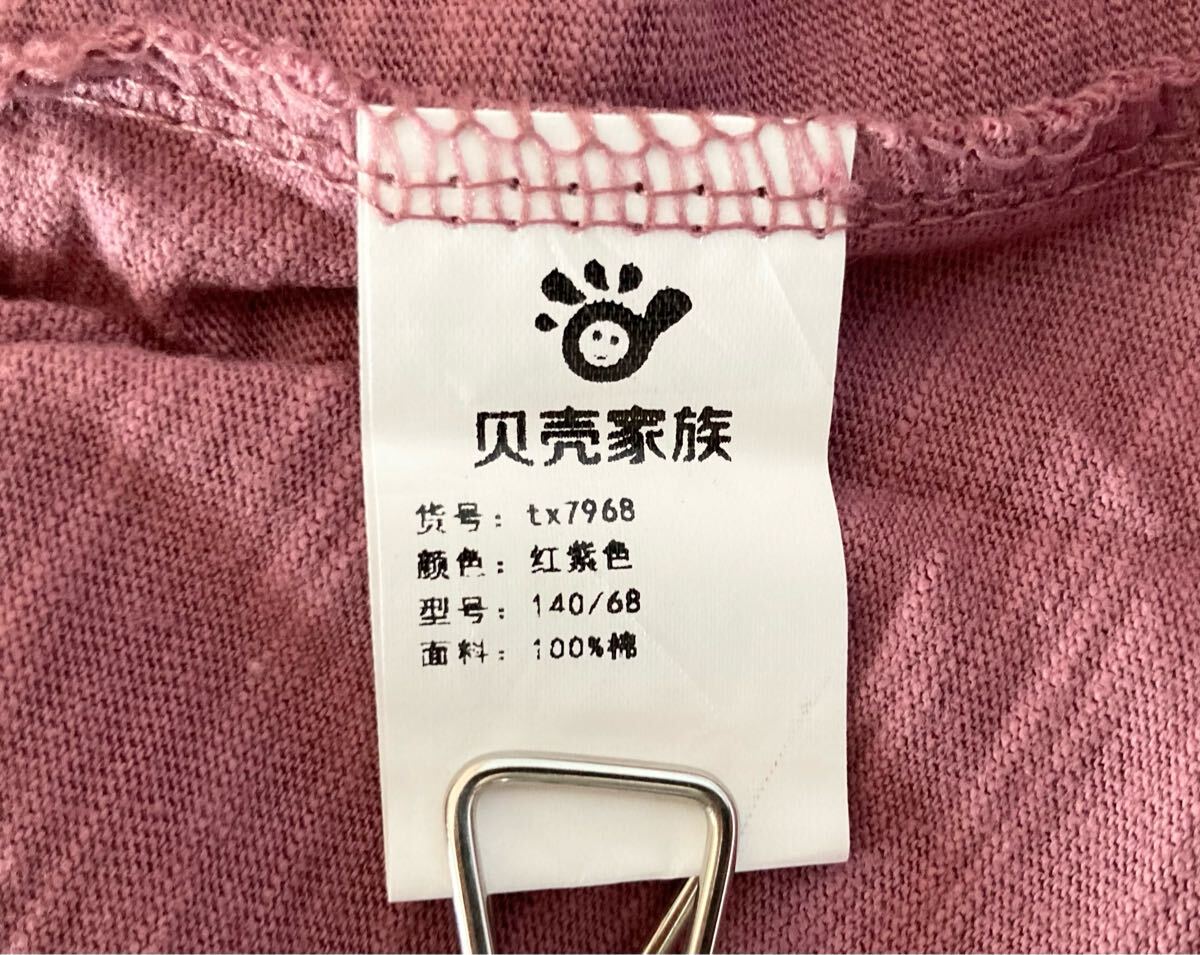 贝壳家族
货号: tx7968
颜色: 红紫色
型号: 140/68
面料: 100%棉